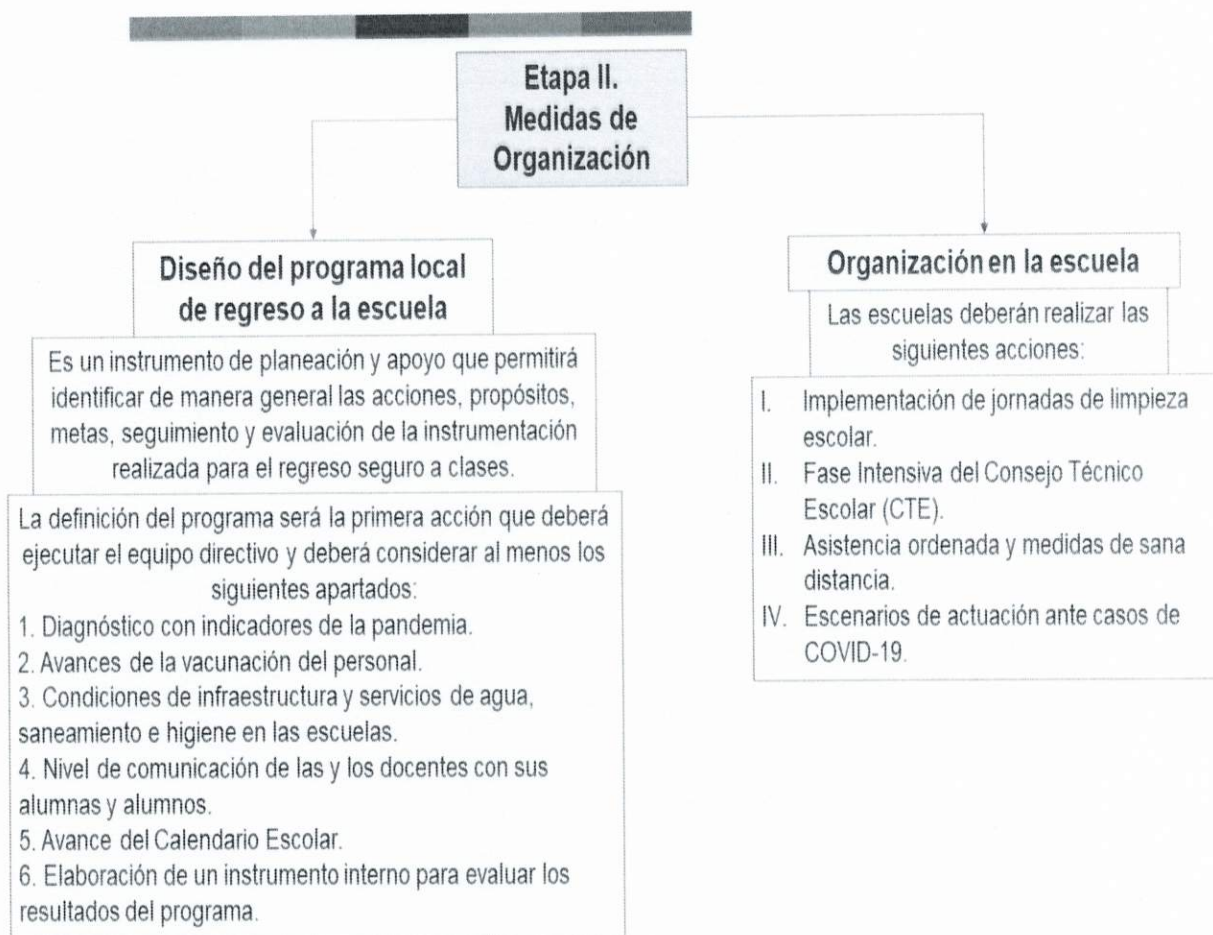 Etapa II.
Medidas de
Organización
Diseño del programa local
de regreso a la escuela
Es un instrumento de planeación y apoyo que permitirá
identificar de manera general las acciones, propósitos,
metas, seguimiento y evaluación de la instrumentación
realizada para el regreso seguro a clases.
La definición del programa será la primera acción que deberá
ejecutar el equipo directivo y deberá considerar al menos los
siguientes apartados:
1. Diagnóstico con indicadores de la pandemia.
2. Avances de la vacunación del personal.
3. Condiciones de infraestructura y servicios de agua,
saneamiento e higiene en las escuelas.
4. Nivel de comunicación de las y los docentes con sus
alumnas y alumnos.
5. Avance del Calendario Escolar.
6. Elaboración de un instrumento interno para evaluar los
resultados del programa.
Organización en la escuela
Las escuelas deberán realizar las
siguientes acciones:
I. Implementación de jornadas de limpieza
escolar.
II. Fase Intensiva del Consejo Técnico
Escolar (CTE).
III. Asistencia ordenada y medidas de sana
distancia.
IV. Escenarios de actuación ante casos de
COVID-19.